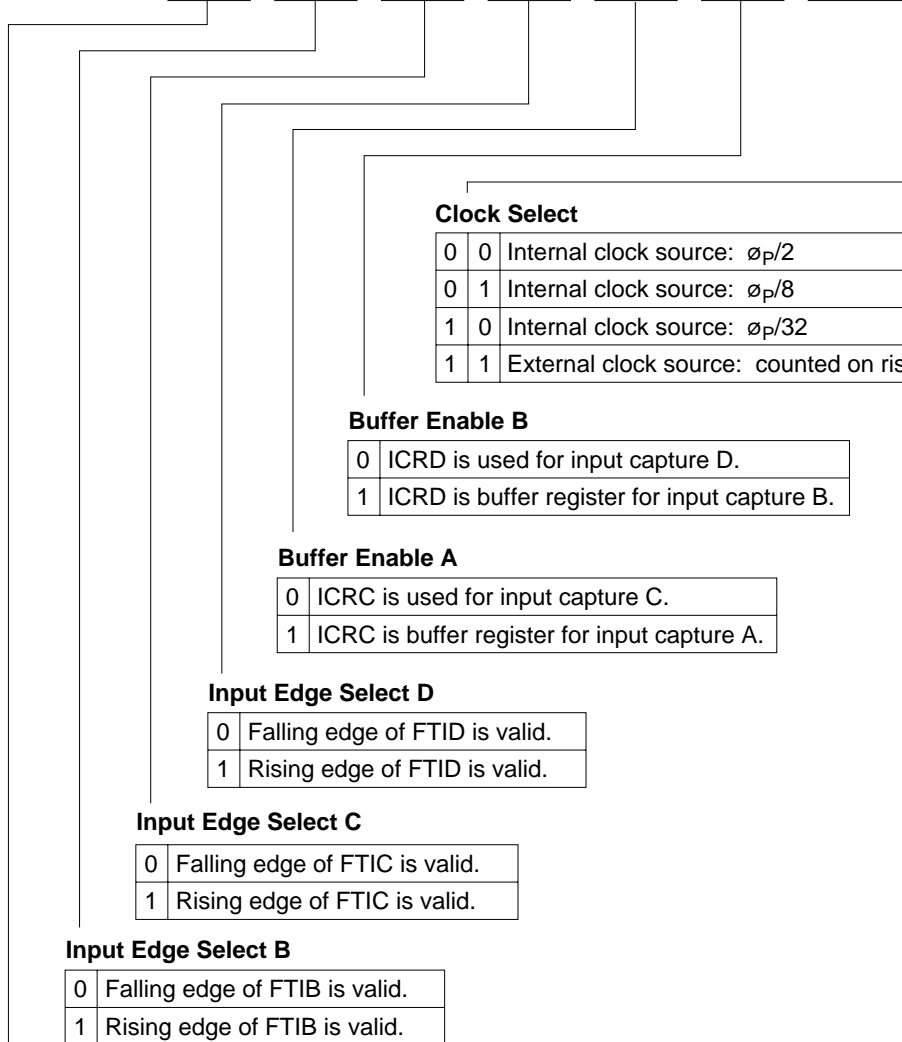 Clock Select
0 0 Internal clock source: øP/2
0 1 Internal clock source: øP/8
1 0 Internal clock source: øP/32
1 1 External clock source: counted on ris
Buffer Enable B
0 ICRD is used for input capture D.
1 ICRD is buffer register for input capture B.
Buffer Enable A
0 ICRC is used for input capture C.
1 ICRC is buffer register for input capture A.
Input Edge Select D
0 Falling edge of FTID is valid.
1 Rising edge of FTID is valid.
Input Edge Select C
0 Falling edge of FTIC is valid.
1 Rising edge of FTIC is valid.
Input Edge Select B
0 Falling edge of FTIB is valid.
1 Rising edge of FTIB is valid.